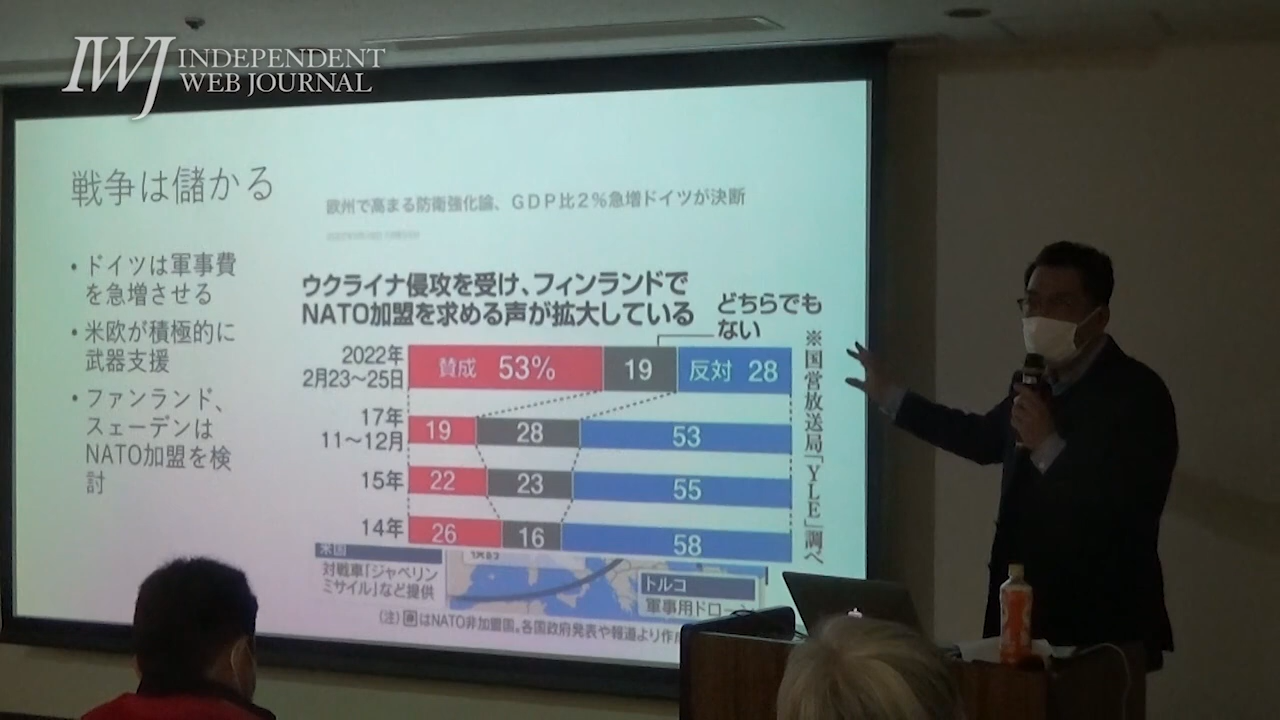 IWJ INDEPENDENT
WEB JOURNAL
戦争は儲かる
・ドイツは軍事費
を急増させる
・米欧が積極的に
武器支援
・ファンランド、
スェーデンは
NATO加盟を検
討
欧州で高まる防衛強化論、GDP比2%急増ドイツが決断
ウクライナ侵攻を受け、フィンランドで
NATO加盟を求める声が拡大している
どちらでも
ない
2022年
2月23〜25日
賛成 53% 19 反対 28
17年
11〜12月
19 28 53
15年 22 23 55
14年 26 16 58
※国営放送局「YLE」調べ
米国
対戦車「ジャベリン
ミサイル」など提供
トルコ
軍事用ドローン
(注)はNATO非加盟国。各国政府発表や報道より作